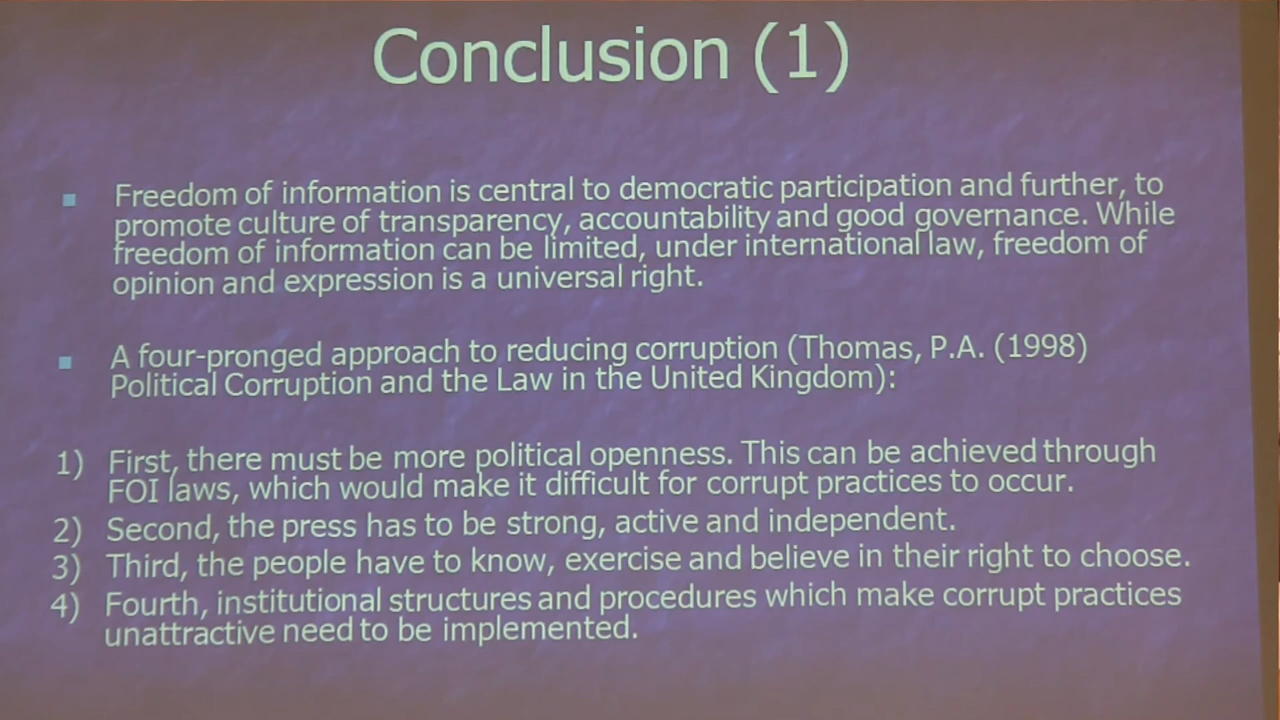 Conclusion (1)
Freedom of information is central to democratic participation and further, to
promote culture of transparency, accountability and good governance. While
freedom of information can be limited, under international law, freedom of
opinion and expression is a universal right.
A four-pronged approach to reducing corruption (Thomas, P.A. (1998)
Political Corruption and the Law in the United Kingdom):
1) First, there must be more political openness. This can be achieved through
FOI laws, which would make it difficult for corrupt practices to occur.
2) Second, the press has to be strong, active and independent.
3) Third, the people have to know, exercise and believe in their right to choose.
4) Fourth, institutional structures and procedures which make corrupt practices
unattractive need to be implemented.